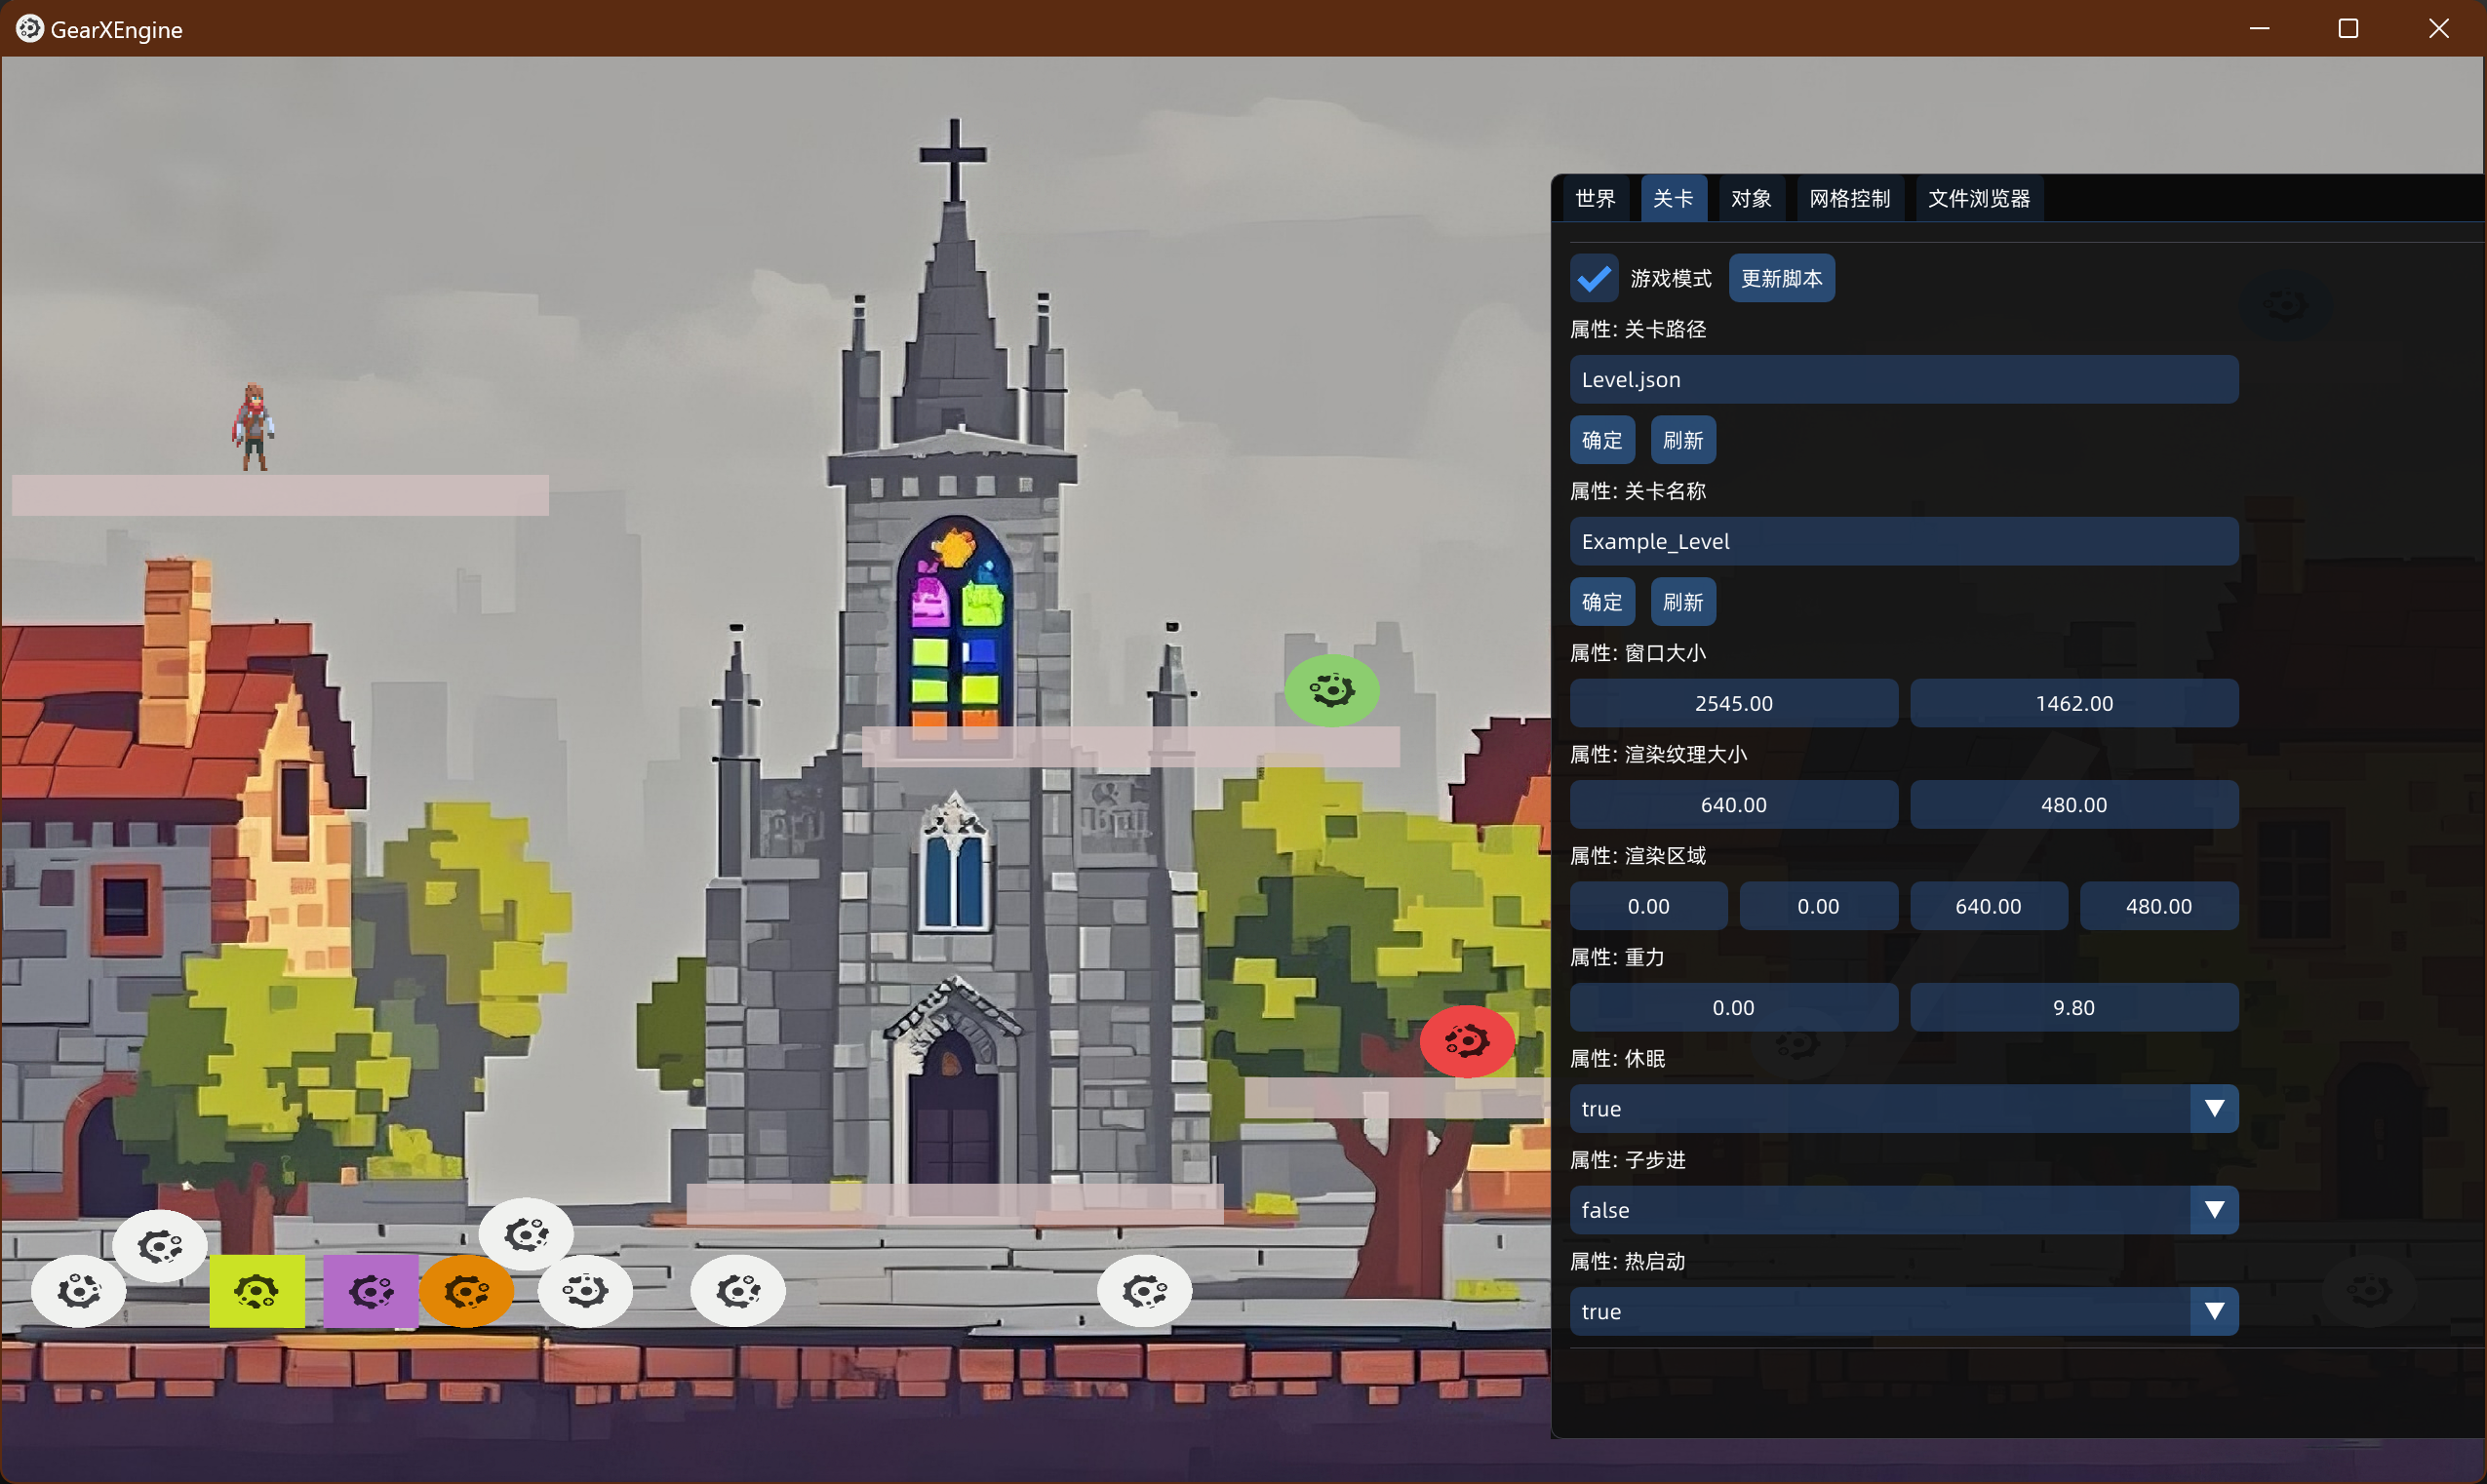 GearXEngine
世界 关卡 对象 网格控制 文件浏览器
游戏模式 更新脚本
属性: 关卡路径
Level.json
确定 刷新
属性: 关卡名称
Example_Level
确定 刷新
属性: 窗口大小
2545.00 1462.00
属性: 渲染纹理大小
640.00 480.00
属性: 渲染区域
0.00 0.00 640.00 480.00
属性: 重力
0.00 9.80
属性: 休眠
true
属性: 子步进
false
属性: 热启动
true